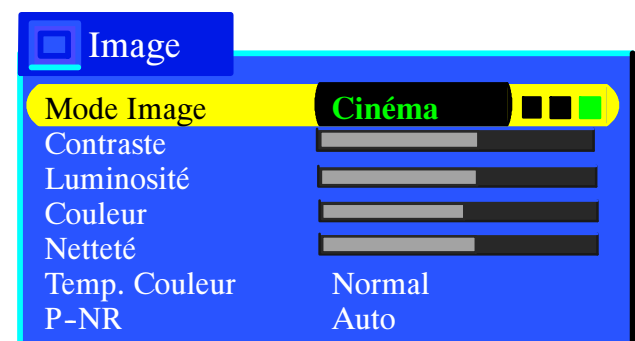 Image
Mode Image Cinéma
Contraste
Luminosité
Couleur
Netteté
Temp. Couleur Normal
P-NR Auto